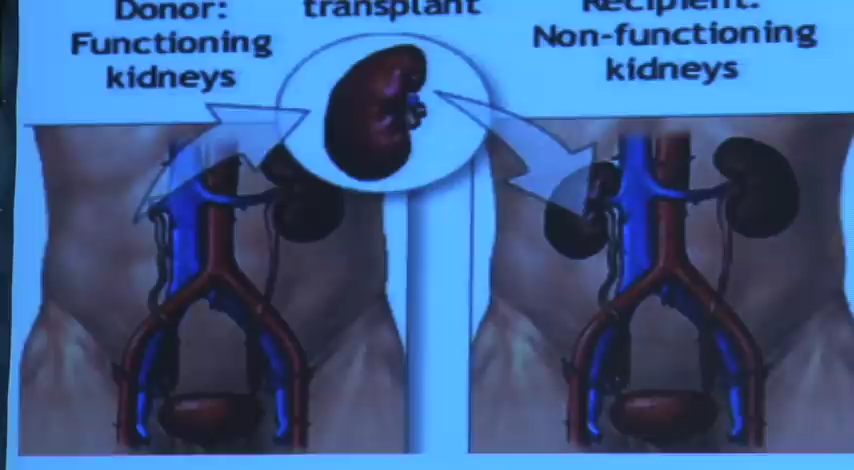 Donor:
Functioning
kidneys
transplant
Recipient:
Non-functioning
kidneys